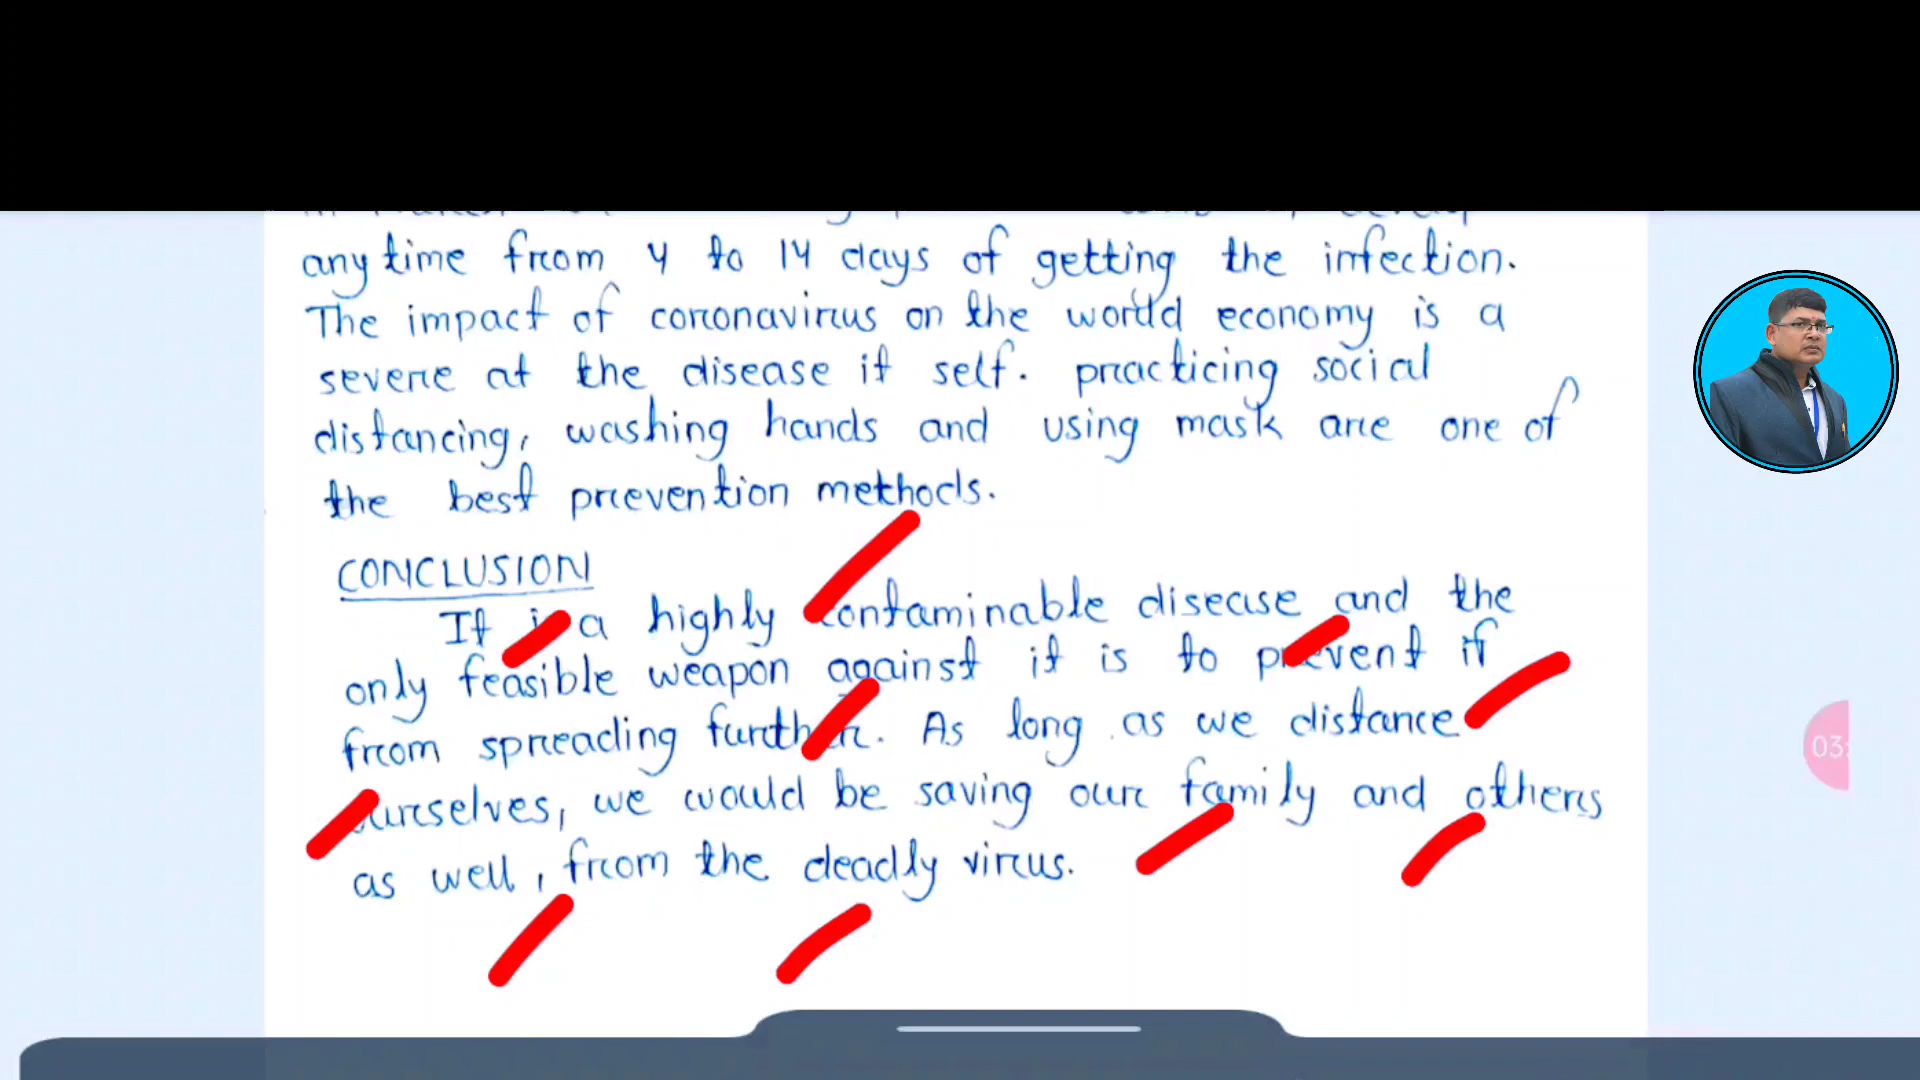 any time from 4 to 14 days of getting the infection.
The impact of coronavirus on the world economy is a
severe at the disease it self. practicing social
distancing, washing hands and using mask are one of
the best prevention methods.
CONCLUSION
It is a highly contaminable disease and the
only feasible weapon against it is to prevent it
from spreading further. As long as we distance
ourselves, we would be saving our family and others
as well, from the deadly virus.
03: